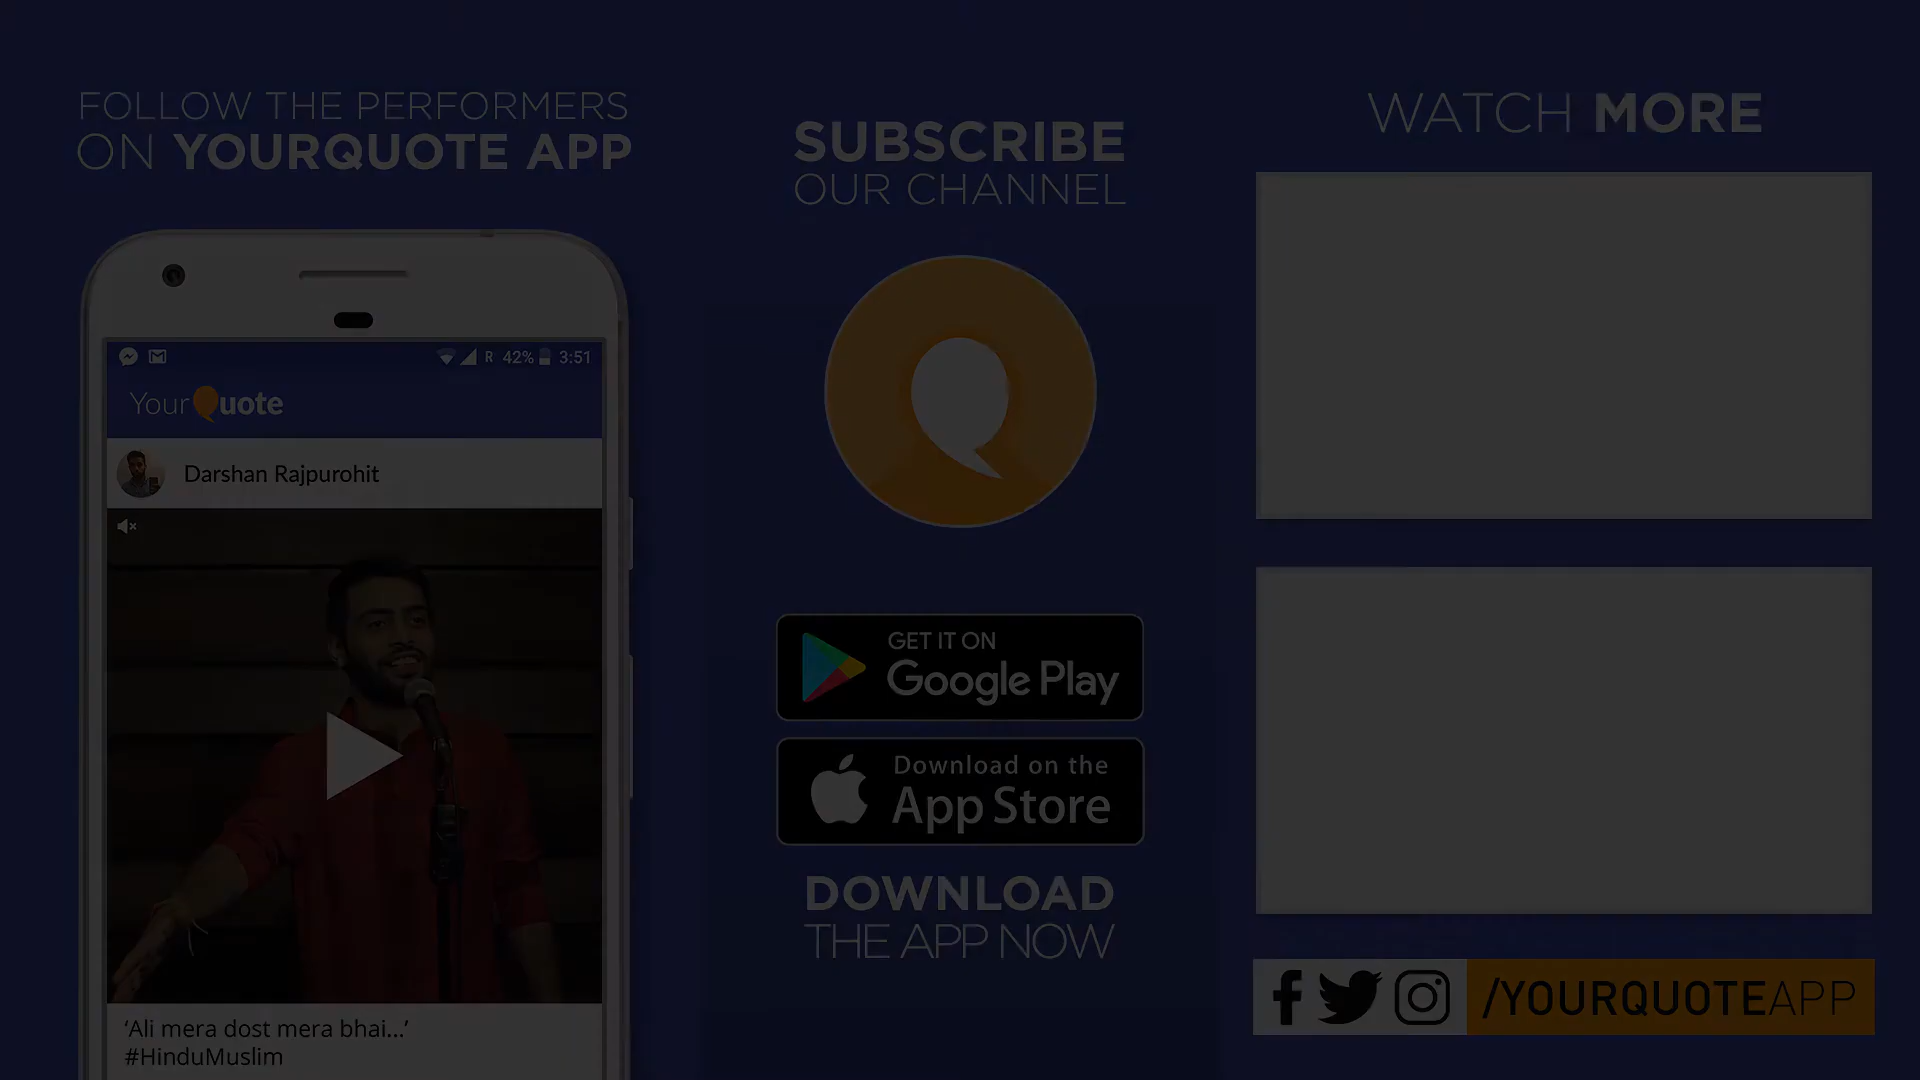 FOLLOW THE PERFORMERS
ON YOURQUOTE APP
R 42% 3:51
YourQuote
Darshan Rajpurohit
‘Ali mera dost mera bhai...’
#HinduMuslim
SUBSCRIBE
OUR CHANNEL
GET IT ON
Google Play
Download on the
App Store
DOWNLOAD
THE APP NOW
WATCH MORE
/YOURQUOTEAPP